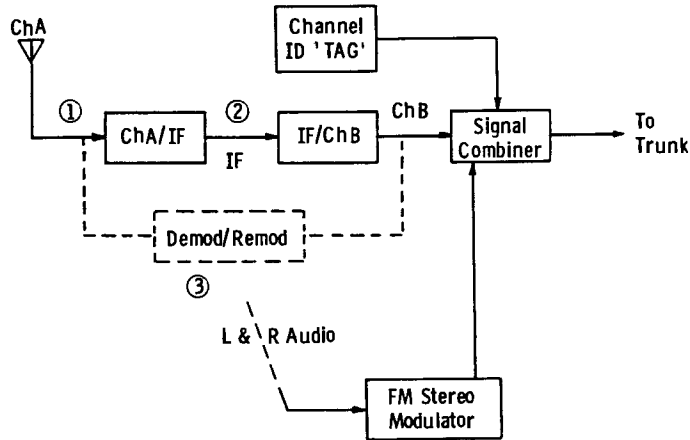 ChA
Channel
ID 'TAG'
①
②
ChB
ChA/IF
IF
IF/ChB
Signal
Combiner
To
Trunk
Demod/Remod
③
L & R Audio
FM Stereo
Modulator